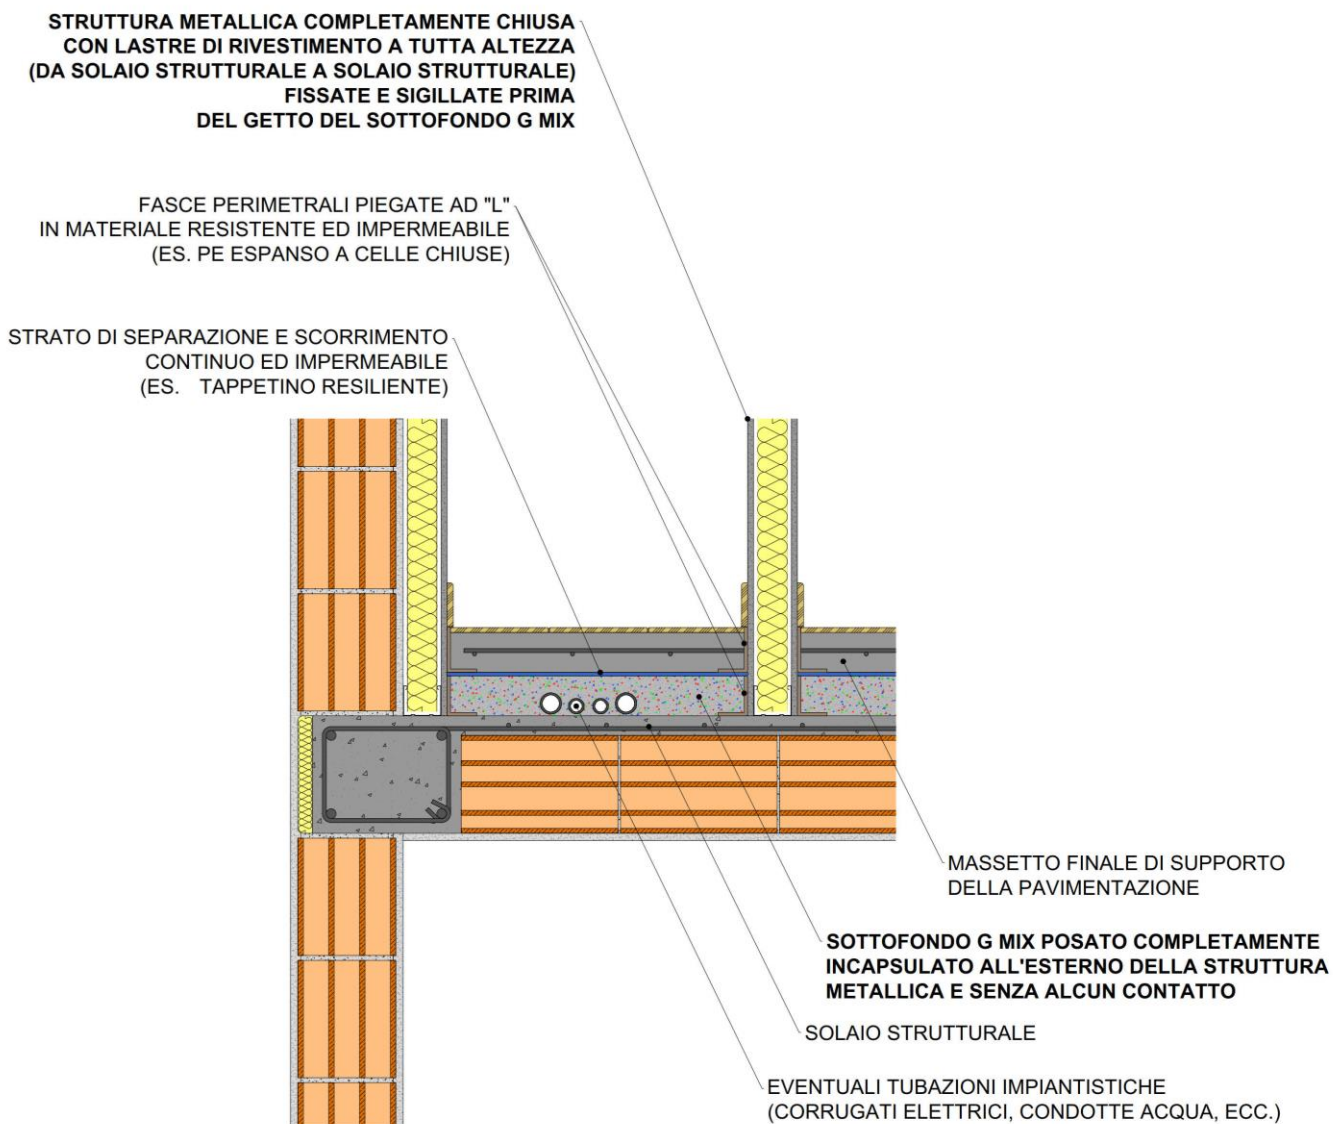 STRUTTURA METALLICA COMPLETAMENTE CHIUSA
CON LASTRE DI RIVESTIMENTO A TUTTA ALTEZZA
(DA SOLAIO STRUTTURALE A SOLAIO STRUTTURALE)
FISSATE E SIGILLATE PRIMA
DEL GETTO DEL SOTTOFONDO G MIX
FASCE PERIMETRALI PIEGATE AD "L"
IN MATERIALE RESISTENTE ED IMPERMEABILE
(ES. PE ESPANSO A CELLE CHIUSE)
STRATO DI SEPARAZIONE E SCORRIMENTO
CONTINUO ED IMPERMEABILE
(ES. TAPPETINO RESILIENTE)
MASSETTO FINALE DI SUPPORTO
DELLA PAVIMENTAZIONE
SOTTOFONDO G MIX POSATO COMPLETAMENTE
INCAPSULATO ALL'ESTERNO DELLA STRUTTURA
METALLICA E SENZA ALCUN CONTATTO
SOLAIO STRUTTURALE
EVENTUALI TUBAZIONI IMPIANTISTICHE
(CORRUGATI ELETTRICI, CONDOTTE ACQUA, ECC.)